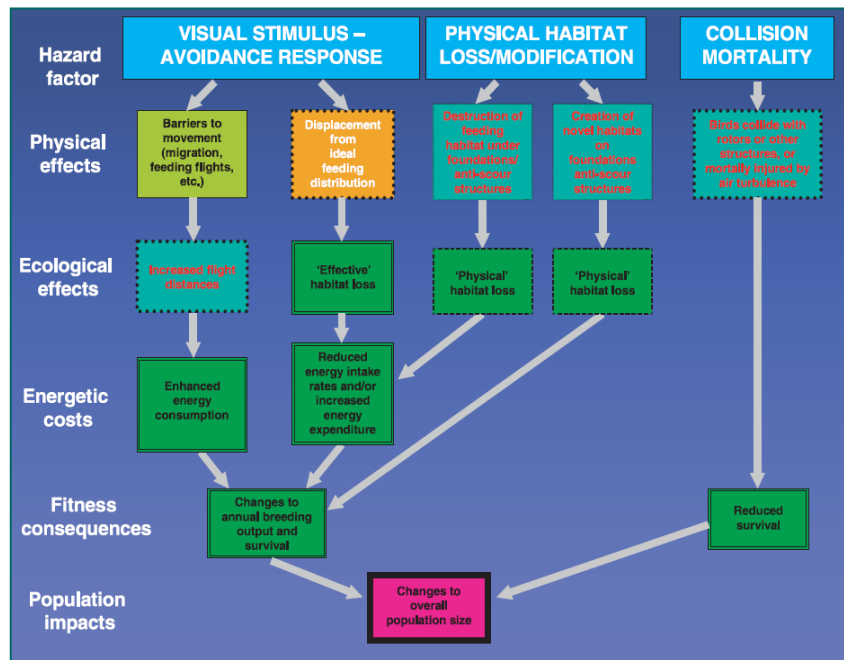 Hazard
factor
VISUAL STIMULUS –
AVOIDANCE RESPONSE
PHYSICAL HABITAT
LOSS/MODIFICATION
COLLISION
MORTALITY
Physical
effects
Barriers to
movement
(migration,
feeding flights,
etc.)
Displacement
from
ideal
feeding
distribution
Destruction of
feeding
habitat under
foundations/
anti-scour
structures
Creation of
novel habitats
on
foundations
anti-scour
structures
Birds collide with
rotors or other
structures, or
mortally injured by
air turbulence
Ecological
effects
Increased flight
distances
‘Effective’
habitat loss
‘Physical’
habitat loss
‘Physical’
habitat loss
Energetic
costs
Enhanced
energy
consumption
Reduced
energy intake
rates and/or
increased
energy
expenditure
Fitness
consequences
Changes to
annual breeding
output and
survival
Reduced
survival
Population
impacts
Changes to
overall
population size